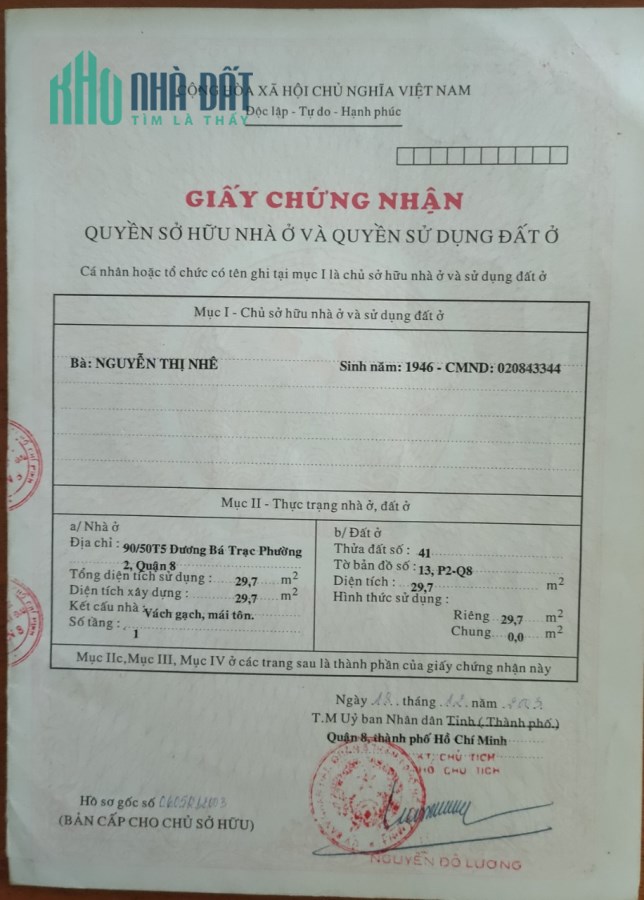 KHO NHÀ ĐẤT
TÌM LÀ THẤY
CỘNG HÒA XÃ HỘI CHỦ NGHĨA VIỆT NAM
Độc lập - Tự do - Hạnh phúc
GIẤY CHỨNG NHẬN
QUYỀN SỞ HỮU NHÀ Ở VÀ QUYỀN SỬ DỤNG ĐẤT Ở
Cá nhân hoặc tổ chức có tên ghi tại mục I là chủ sở hữu nhà ở và sử dụng đất ở
Mục I - Chủ sở hữu nhà ở và sử dụng đất ở
Bà: NGUYỄN THỊ NHÊ Sinh năm: 1946 - CMND: 020843344
Mục II - Thực trạng nhà ở, đất ở
a/ Nhà ở
Địa chỉ : 90/50T5 Dương Bá Trạc Phường
2, Quận 8
Tổng diện tích sử dụng : 29,7 m²
Diện tích xây dựng : 29,7 m²
Kết cấu nhà : Vách gạch, mái tôn.
Số tầng : 1
b/ Đất ở
Thửa đất số : 41
Tờ bản đồ số : 13, P2-Q8
Diện tích : 29,7 m²
Hình thức sử dụng :
Riêng 29,7 m²
Chung 0,0 m²
Mục IIc, Mục III, Mục IV ở các trang sau là thành phần của giấy chứng nhận này
Ngày tháng năm
T.M Uỷ ban Nhân dân Tỉnh ( Thành phố.)
Quận 8, thành phố Hồ Chí Minh
KT. CHỦ TỊCH
PHÓ CHỦ TỊCH
Hồ sơ gốc số
(BẢN CẤP CHO CHỦ SỞ HỮU)
NGUYỄN ĐÔ LƯƠNG